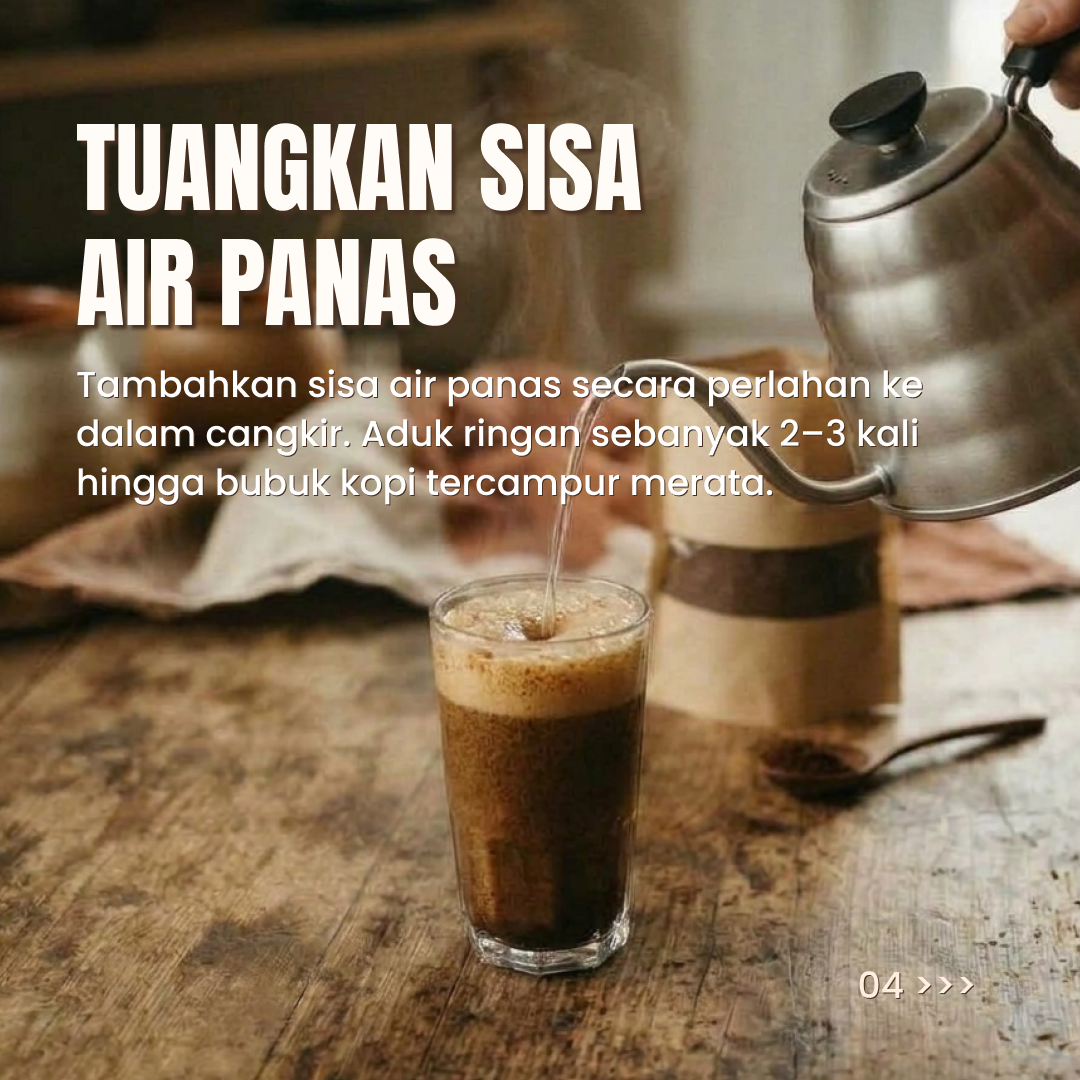 TUANGKAN SISA
AIR PANAS
Tambahkan sisa air panas secara perlahan ke
dalam cangkir. Aduk ringan sebanyak 2–3 kali
hingga bubuk kopi tercampur merata.
04 >>>